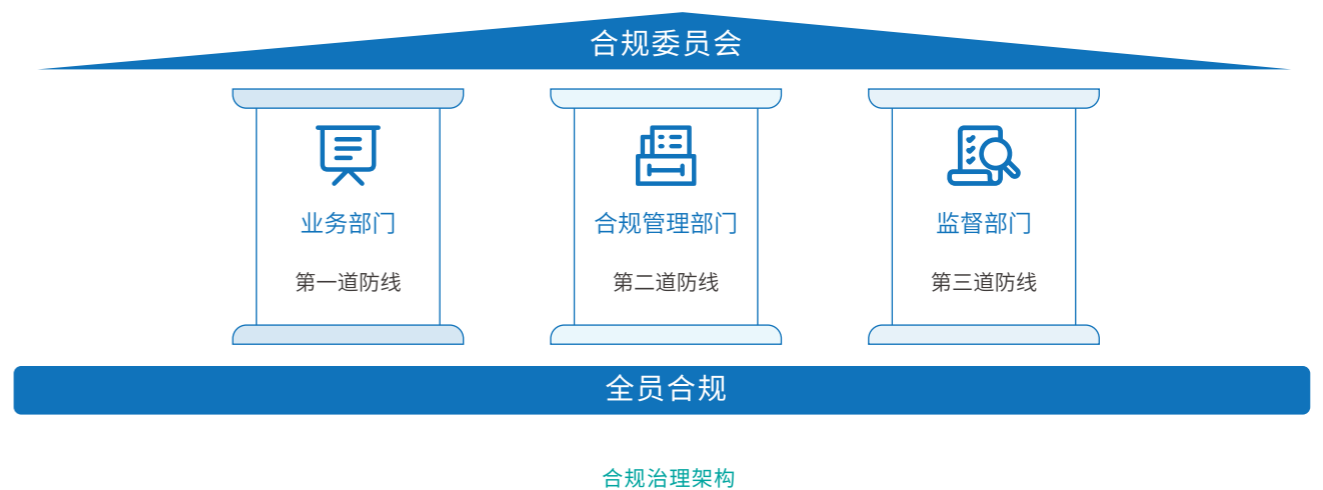 合规委员会
业务部门
第一道防线
合规管理部门
第二道防线
监督部门
第三道防线
全员合规
合规治理架构